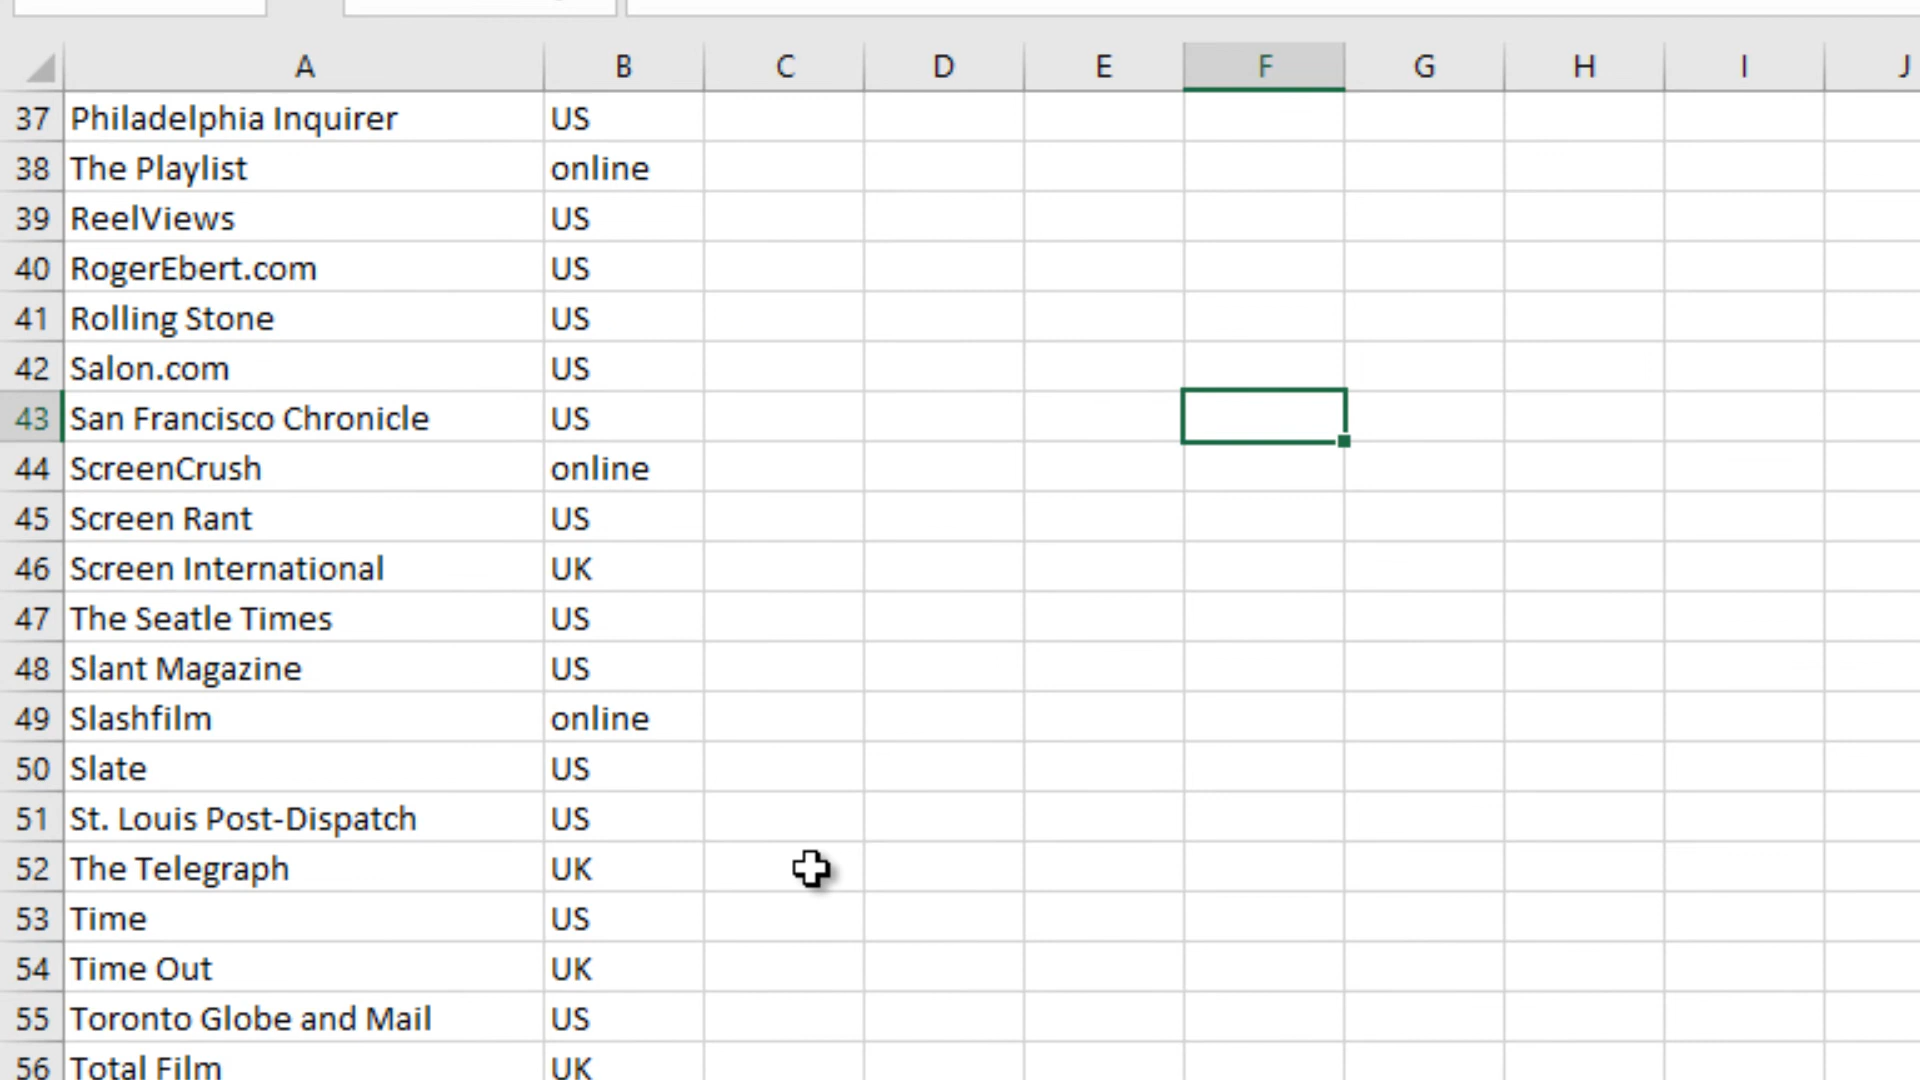 A B C D E F G H I J
37 Philadelphia Inquirer US
38 The Playlist online
39 ReelViews US
40 RogerEbert.com US
41 Rolling Stone US
42 Salon.com US
43 San Francisco Chronicle US
44 ScreenCrush online
45 Screen Rant US
46 Screen International UK
47 The Seatle Times US
48 Slant Magazine US
49 Slashfilm online
50 Slate US
51 St. Louis Post-Dispatch US
52 The Telegraph UK
53 Time US
54 Time Out UK
55 Toronto Globe and Mail US
56 Total Film UK